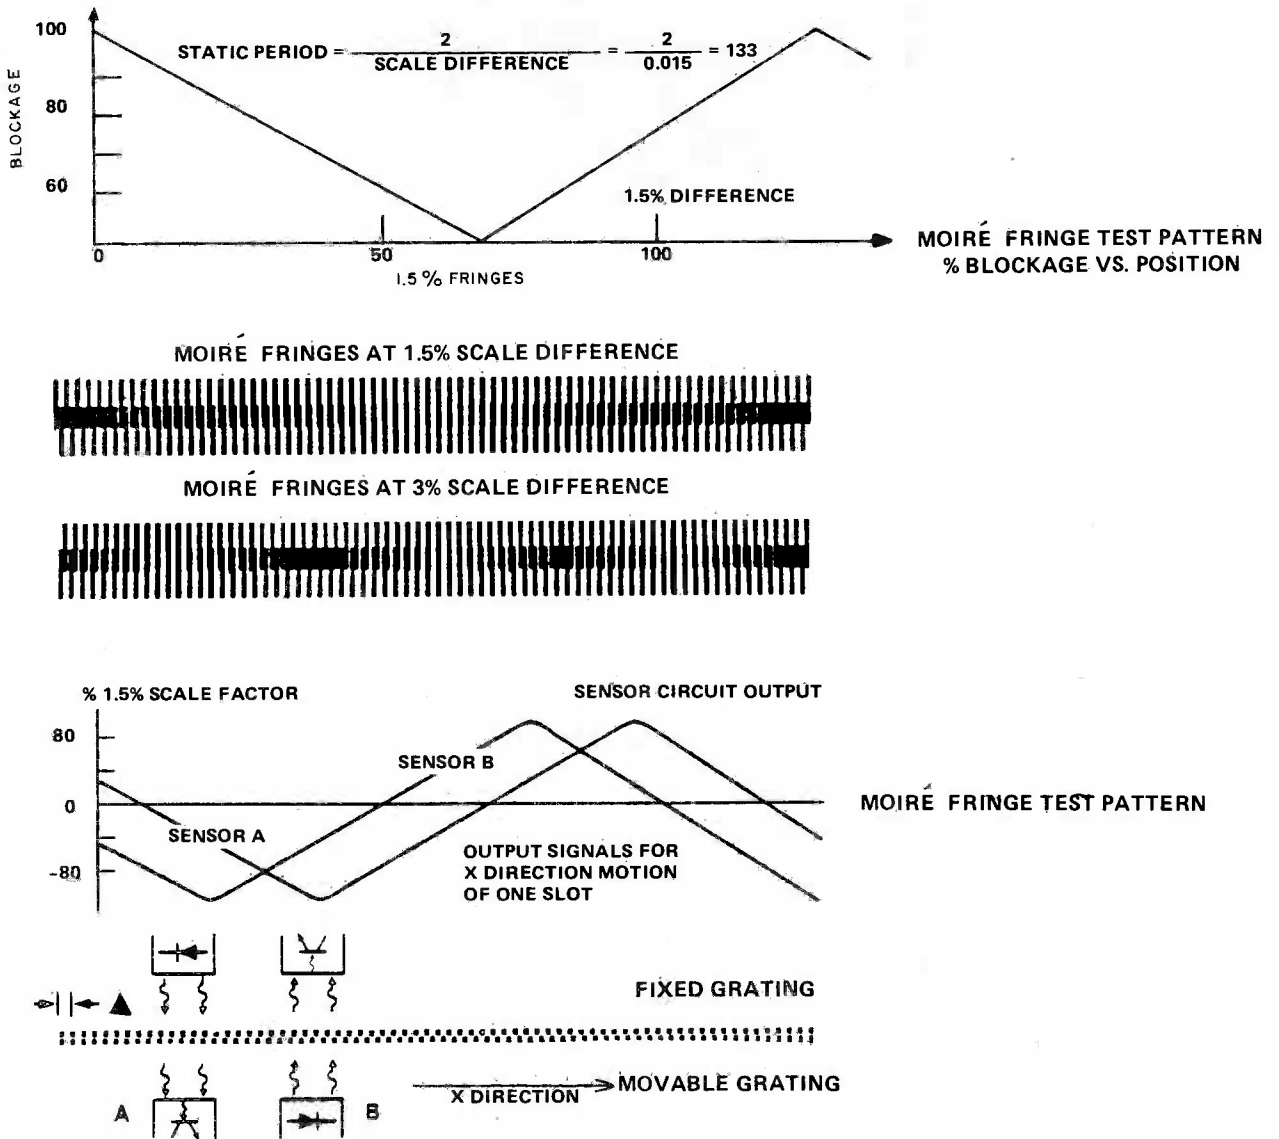 100
80
60
BLOCKAGE
STATIC PERIOD = 2 / SCALE DIFFERENCE = 2 / 0.015 = 133
1.5% DIFFERENCE
0 50 100
1.5% FRINGES
MOIRÉ FRINGE TEST PATTERN
% BLOCKAGE VS. POSITION
MOIRÉ FRINGES AT 1.5% SCALE DIFFERENCE
MOIRÉ FRINGES AT 3% SCALE DIFFERENCE
% 1.5% SCALE FACTOR
SENSOR CIRCUIT OUTPUT
80
0
-80
SENSOR B
SENSOR A
MOIRÉ FRINGE TEST PATTERN
OUTPUT SIGNALS FOR
X DIRECTION MOTION
OF ONE SLOT
FIXED GRATING
X DIRECTION
MOVABLE GRATING
A
B